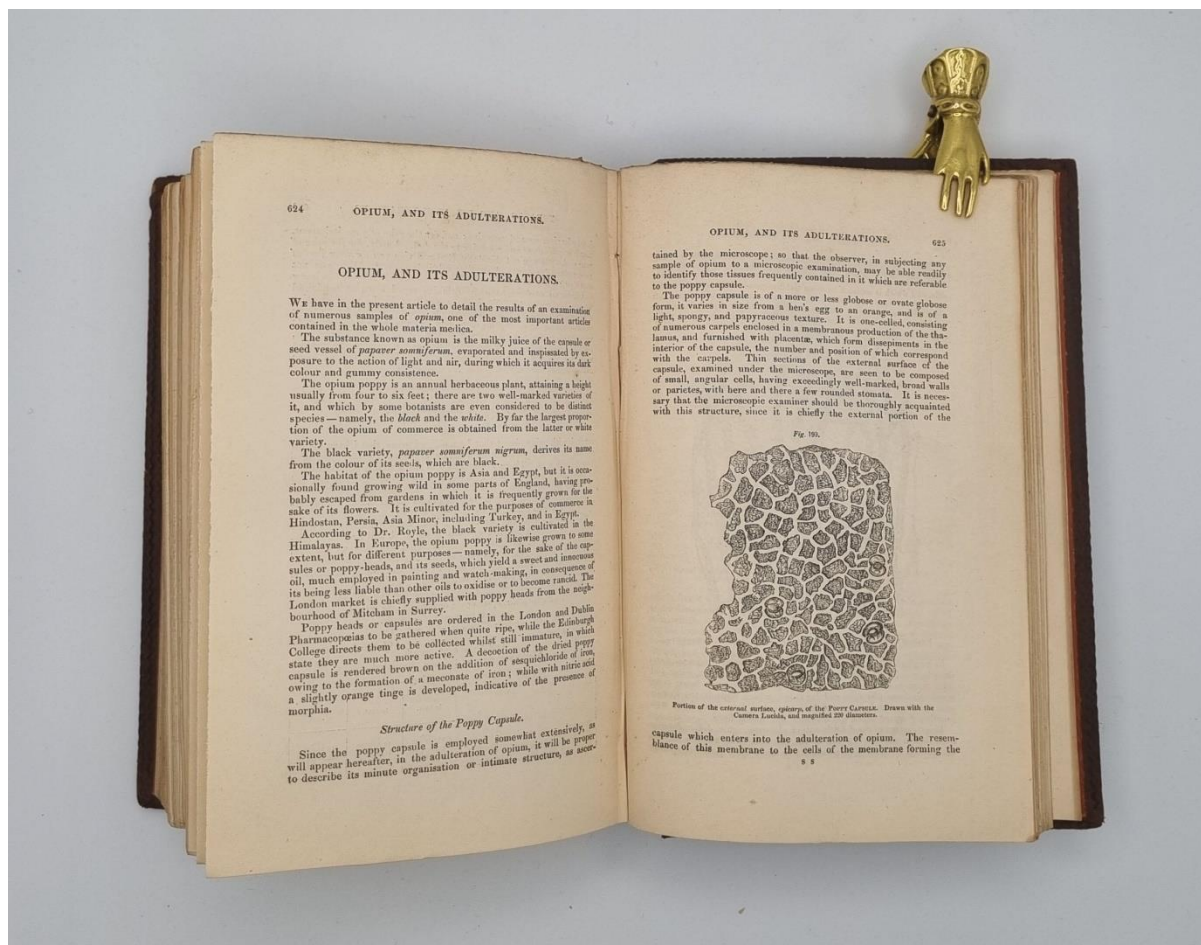 624
OPIUM, AND ITS ADULTERATIONS.
OPIUM, AND ITS ADULTERATIONS.
WE have in the present article to detail the results of an examination
of numerous samples of opium, one of the most important articles
contained in the whole materia medica.
The substance known as opium is the milky juice of the capsule or
seed vessel of papaver somniferum, evaporated and inspissated by ex-
posure to the action of light and air, during which it acquires its dark
colour and gummy consistence.
The opium poppy is an annual herbaceous plant, attaining a height
usually from four to six feet; there are two well-marked varieties of
it, and which by some botanists are even considered to be distinct
species — namely, the black and the white. By far the largest propor-
tion of the opium of commerce is obtained from the latter or white
variety.
The black variety, papaver somniferum nigrum, derives its name
from the colour of its seeds, which are black.
The habitat of the opium poppy is Asia and Egypt, but it is occa-
sionally found growing wild in some parts of England, having pro-
bably escaped from gardens in which it is frequently grown for the
sake of its flowers. It is cultivated for the purposes of commerce in
Hindostan, Persia, Asia Minor, including Turkey, and in Egypt.
According to Dr. Royle, the black variety is cultivated in the
Himalayas. In Europe, the opium poppy is likewise grown to some
extent, but for different purposes — namely, for the sake of the cap-
sules or poppy-heads, and its seeds, which yield a sweet and innocuous
oil, much employed in painting and watch-making, in consequence of
its being less liable than other oils to oxidise or to become rancid. The
London market is chiefly supplied with poppy heads from the neigh-
bourhood of Mitcham in Surrey.
Poppy heads or capsules are ordered in the London and Dublin
Pharmacopœias to be gathered when quite ripe, while the Edinburgh
College directs them to be collected whilst still immature, in which
state they are much more active. A decoction of the dried poppy
capsule is rendered brown on the addition of sesquichloride of iron,
owing to the formation of a meconate of iron; while with nitric acid
a slightly orange tinge is developed, indicative of the presence of
morphia.
Structure of the Poppy Capsule.
Since the poppy capsule is employed somewhat extensively, as
will appear hereafter, in the adulteration of opium, it will be proper
to describe its minute organisation or intimate structure, as ascer-
OPIUM, AND ITS ADULTERATIONS.
625
tained by the microscope; so that the observer, in subjecting any
sample of opium to a microscopic examination, may be able readily
to identify those tissues frequently contained in it which are referable
to the poppy capsule.
The poppy capsule is of a more or less globose or ovate globose
form, it varies in size from a hen's egg to an orange, and is of a
light, spongy, and papyraceous texture. It is one-celled, consisting
of numerous carpels enclosed in a membranous production of the tha-
lamus, and furnished with placentæ, which form dissepiments in the
interior of the capsule, the number and position of which correspond
with the carpels. Thin sections of the external surface of the
capsule, examined under the microscope, are seen to be composed
of small, angular cells, having exceedingly well-marked, broad walls
or parietes, with here and there a few rounded stomata. It is neces-
sary that the microscopic examiner should be thoroughly acquainted
with this structure, since it is chiefly the external portion of the
Fig.
Portion of the external surface, epicarp, of the POPPY CAPSULE. Drawn with the
Camera Lucida, and magnified 220 diameters.
capsule which enters into the adulteration of opium. The resem-
blance of this membrane to the cells of the membrane forming the
S S